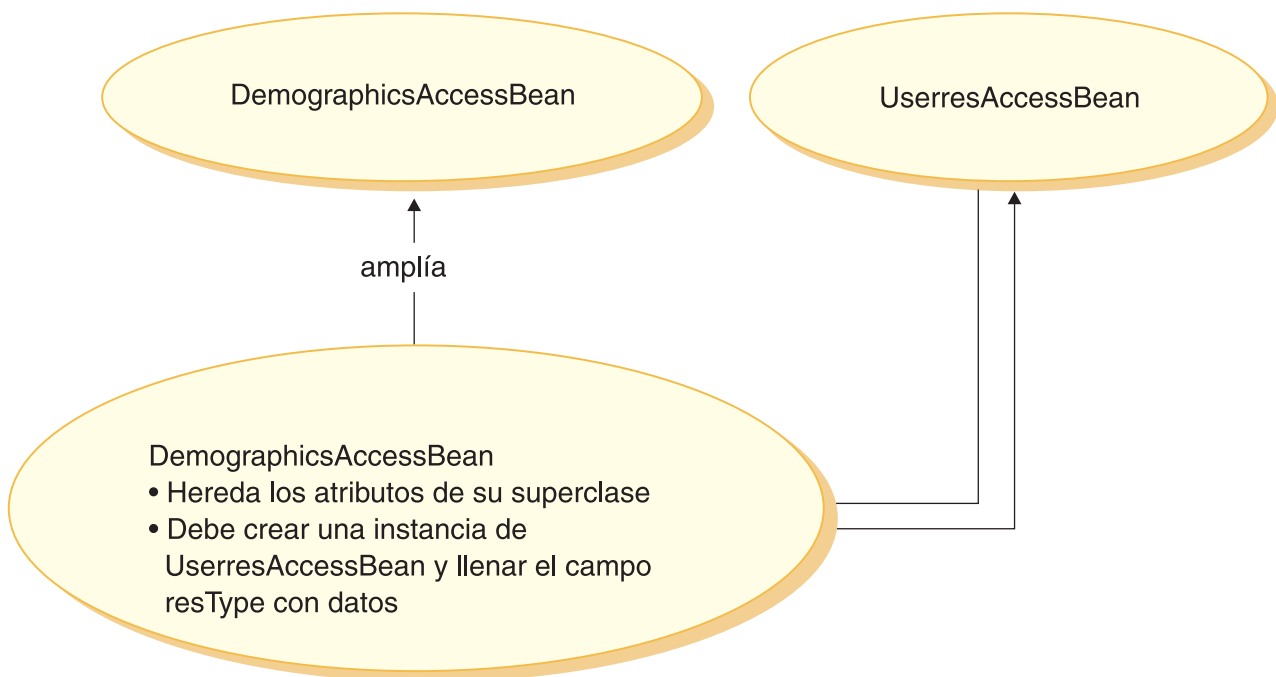 DemographicsAccessBean
UserresAccessBean
amplía
DemographicsAccessBean
• Hereda los atributos de su superclase
• Debe crear una instancia de
UserresAccessBean y llenar el campo
resType con datos